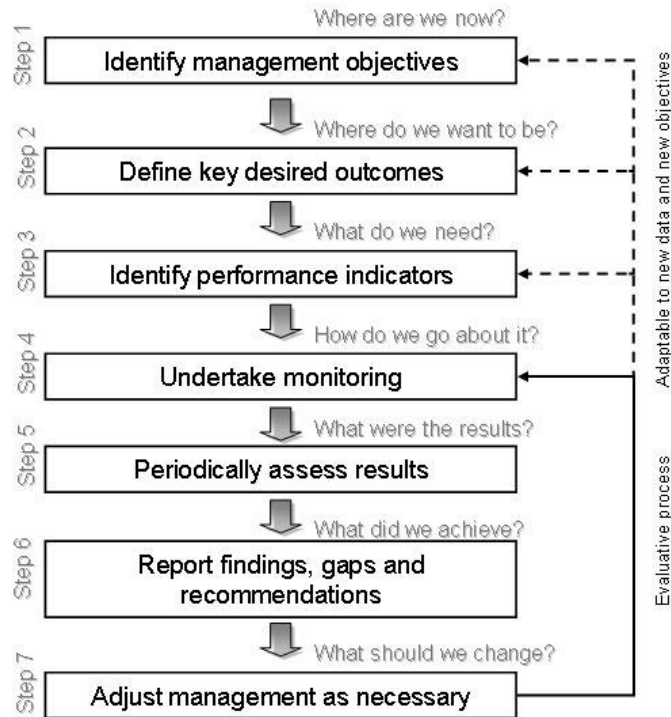 Where are we now?
Step 1
Identify management objectives
Where do we want to be?
Step 2
Define key desired outcomes
What do we need?
Step 3
Identify performance indicators
How do we go about it?
Step 4
Undertake monitoring
What were the results?
Step 5
Periodically assess results
What did we achieve?
Step 6
Report findings, gaps and
recommendations
What should we change?
Step 7
Adjust management as necessary
Adaptable to new data and new objectives
Evaluative process